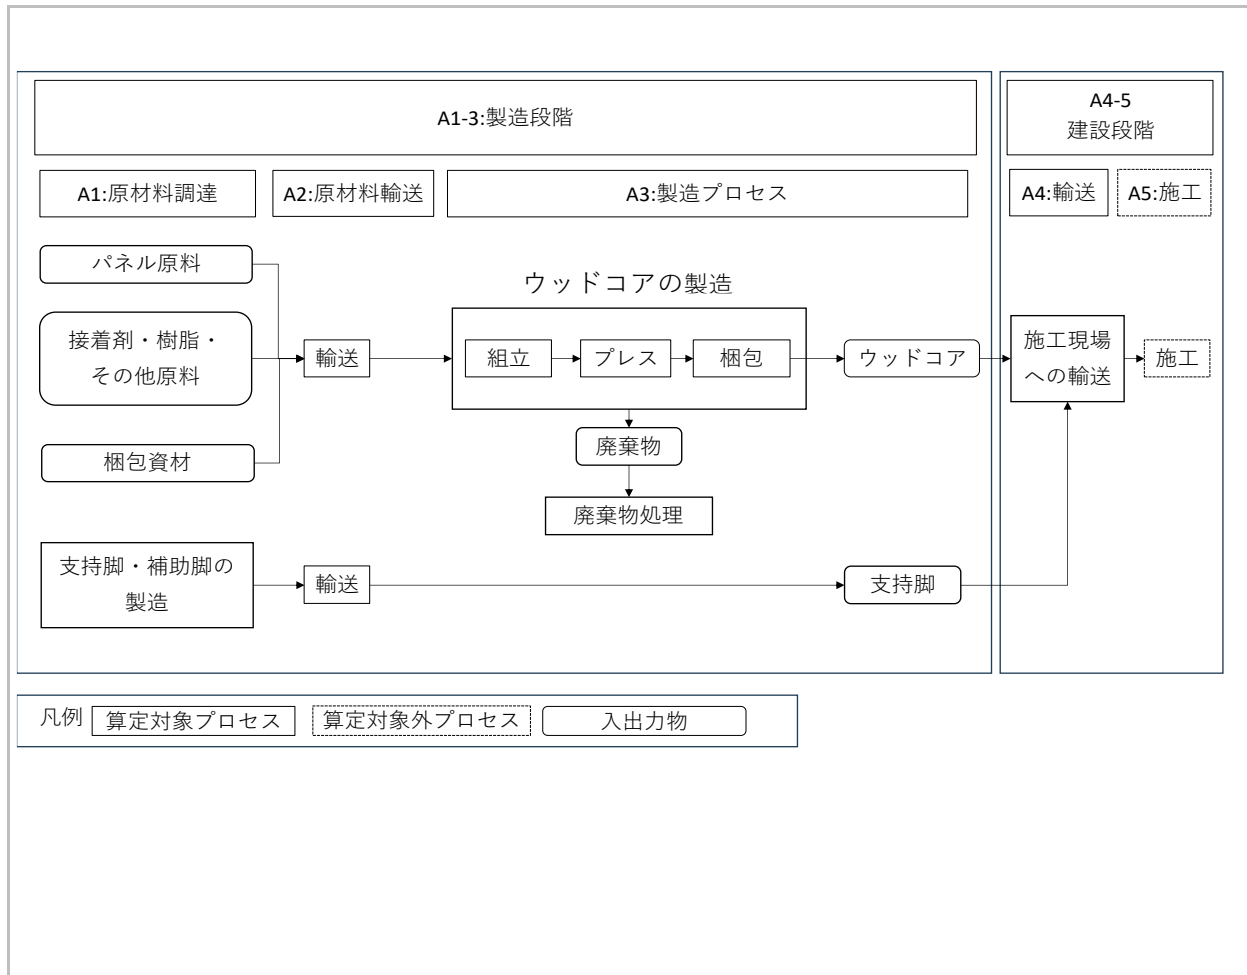 A1-3:製造段階
A4-5
建設段階
A1:原材料調達
A2:原材料輸送
A3:製造プロセス
A4:輸送
A5:施工
パネル原料
ウッドコアの製造
接着剤・樹脂・
その他原料
輸送
組立
プレス
梱包
ウッドコア
施工現場
への輸送
施工
廃棄物
梱包資材
廃棄物処理
支持脚・補助脚の
製造
輸送
支持脚
凡例
算定対象プロセス
算定対象外プロセス
入出力物